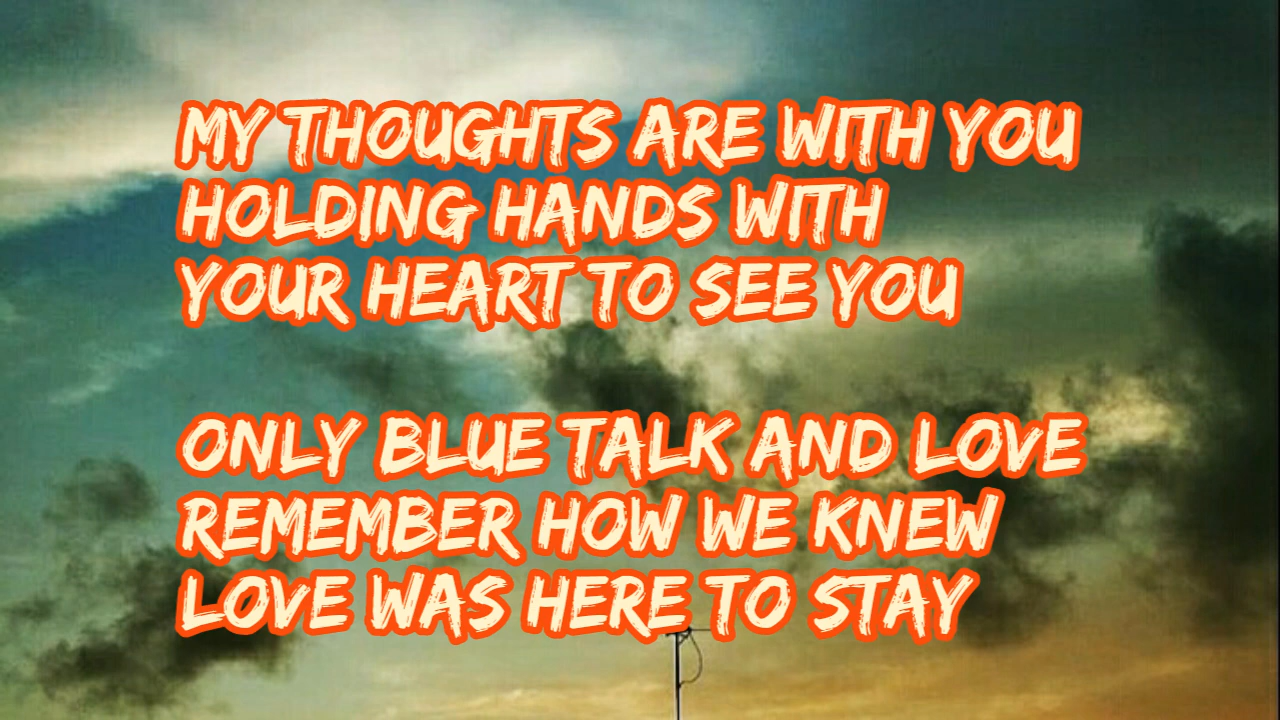 MY THOUGHTS ARE WITH YOU
HOLDING HANDS WITH
YOUR HEART TO SEE YOU
ONLY BLUE TALK AND LOVE
REMEMBER HOW WE KNEW
LOVE WAS HERE TO STAY